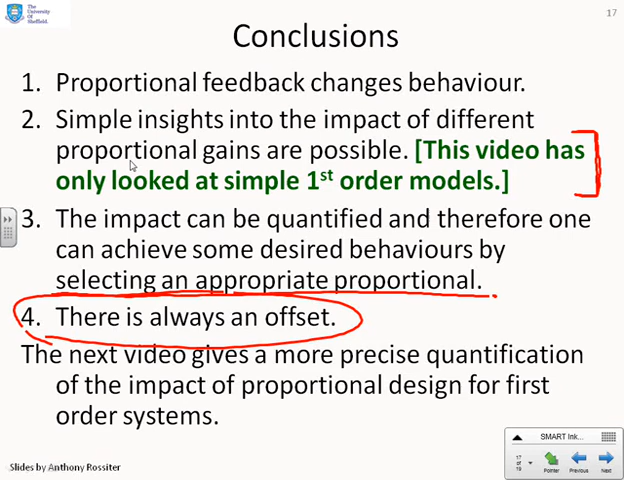 The
University
Of
Sheffield.
17
Conclusions
1. Proportional feedback changes behaviour.
2. Simple insights into the impact of different
proportional gains are possible. [This video has
only looked at simple 1st order models.]
3. The impact can be quantified and therefore one
can achieve some desired behaviours by
selecting an appropriate proportional.
4. There is always an offset.
The next video gives a more precise quantification
of the impact of proportional design for first
order systems.
SMART Ink...
17
of
19
Pointer
Previous
Next
Slides by Anthony Rossiter